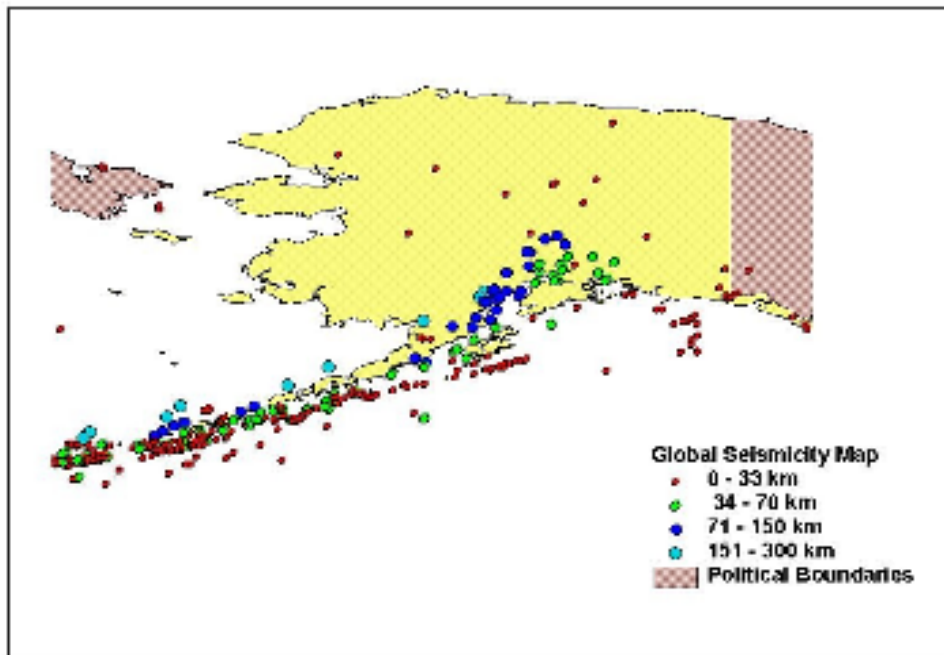 Global Seismicity Map
0 - 33 km
34 - 70 km
71 - 150 km
151 - 300 km
Political Boundaries